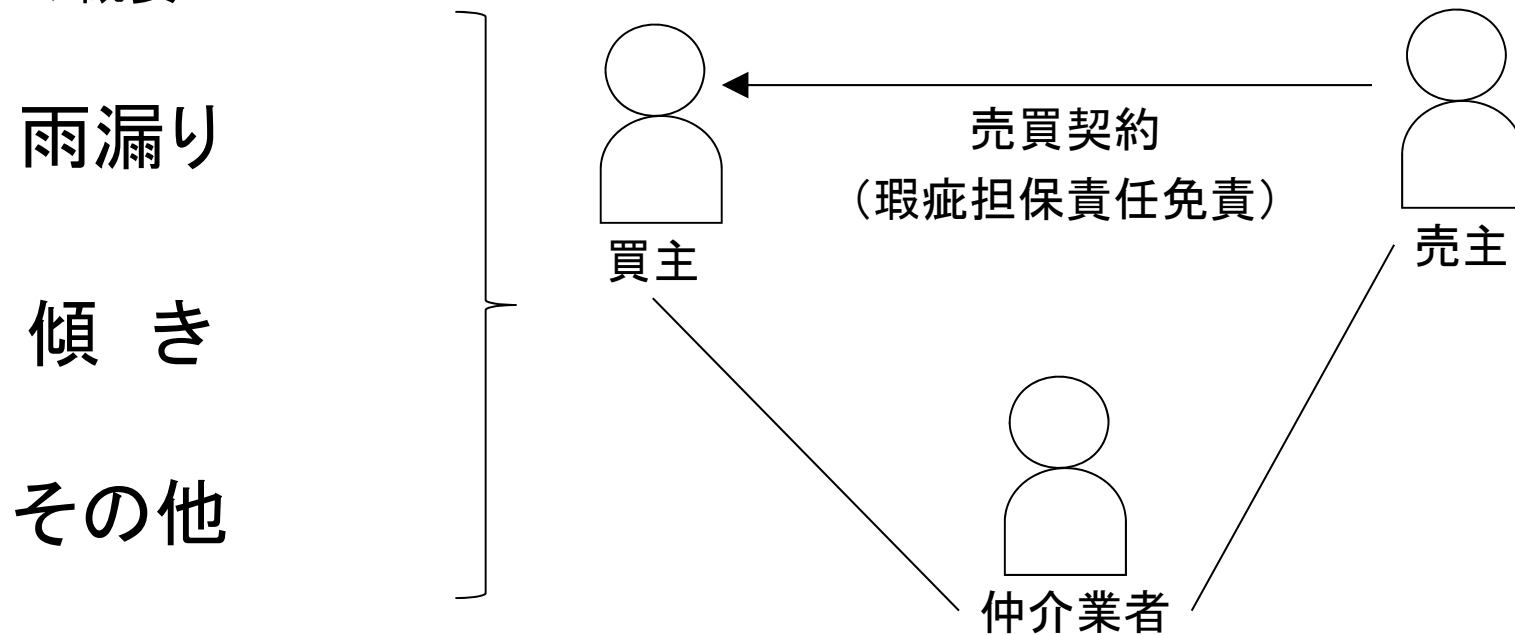 雨漏り
傾 き
その他
売買契約
（瑕疵担保責任免責）
買主
売主
仲介業者